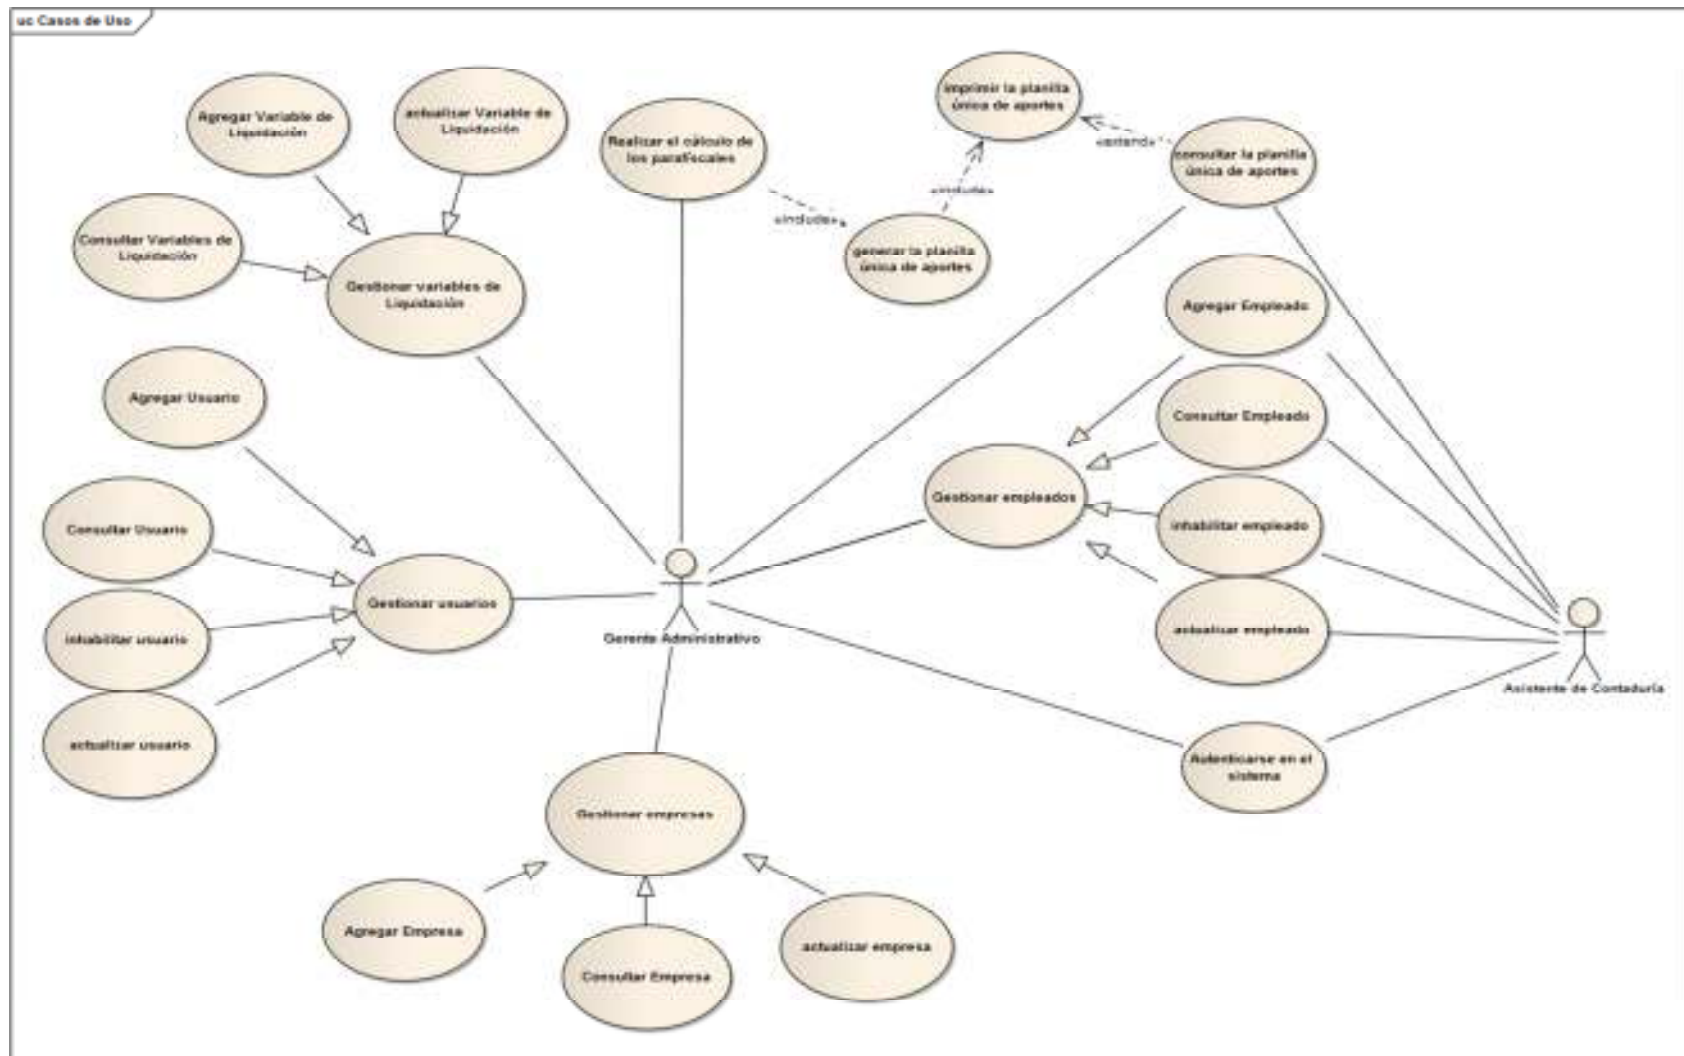 uc Casos de Uso
Agregar Variable de
Liquidación
actualizar Variable de
Liquidación
Realizar el cálculo de
los parafiscales
imprimir la planilla
única de aportes
«extend»
consultar la planilla
única de aportes
«include»
«include»
generar la planilla
única de aportes
Consultar Variables de
Liquidación
Gestionar variables de
Liquidación
Agregar Empleado
Agregar Usuario
Consultar Empleado
Gestionar empleados
Consultar Usuario
inhabilitar empleado
Gestionar usuarios
inhabilitar usuario
Gerente Administrativo
actualizar empleado
Asistente de Contaduría
actualizar usuario
Autenticarse en el
sistema
Gestionar empresas
Agregar Empresa
Consultar Empresa
actualizar empresa